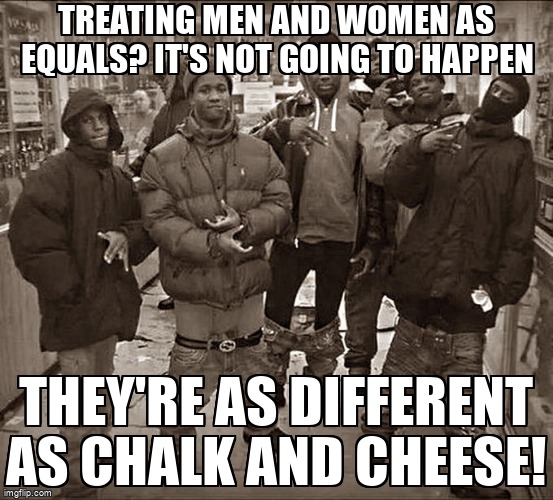 TREATING MEN AND WOMEN AS
EQUALS? IT'S NOT GOING TO HAPPEN
THEY'RE AS DIFFERENT
AS CHALK AND CHEESE!
imgflip.com